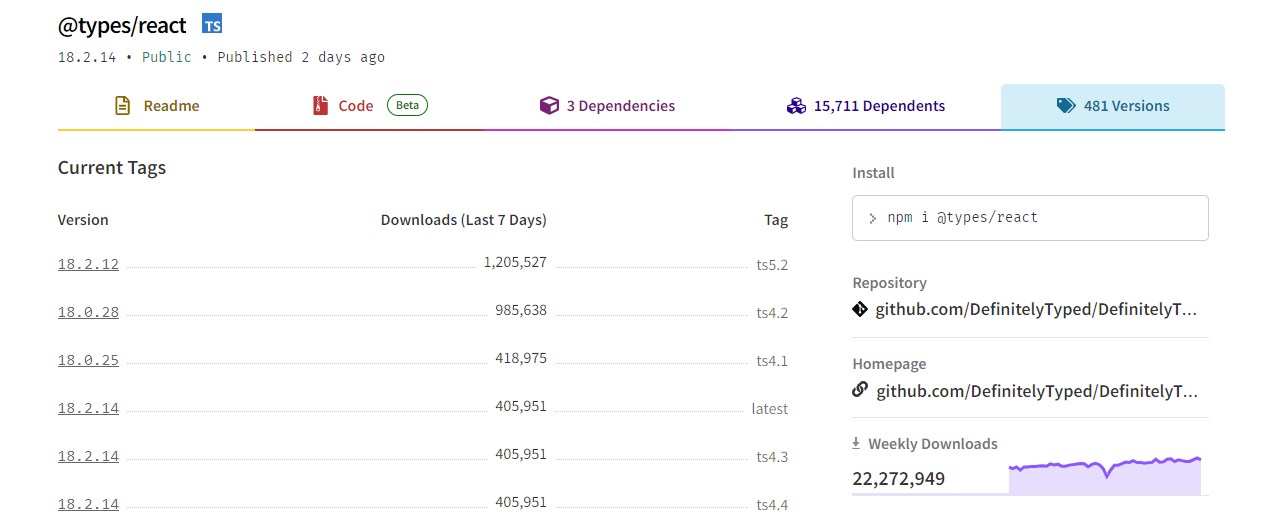 @types/react TS
18.2.14 • Public • Published 2 days ago
Readme
Code Beta
3 Dependencies
15,711 Dependents
481 Versions
Current Tags
Version Downloads (Last 7 Days) Tag
18.2.12 1,205,527 ts5.2
18.0.28 985,638 ts4.2
18.0.25 418,975 ts4.1
18.2.14 405,951 latest
18.2.14 405,951 ts4.3
18.2.14 405,951 ts4.4
Install
> npm i @types/react
Repository
github.com/DefinitelyTyped/DefinitelyT...
Homepage
github.com/DefinitelyTyped/DefinitelyT...
Weekly Downloads
22,272,949